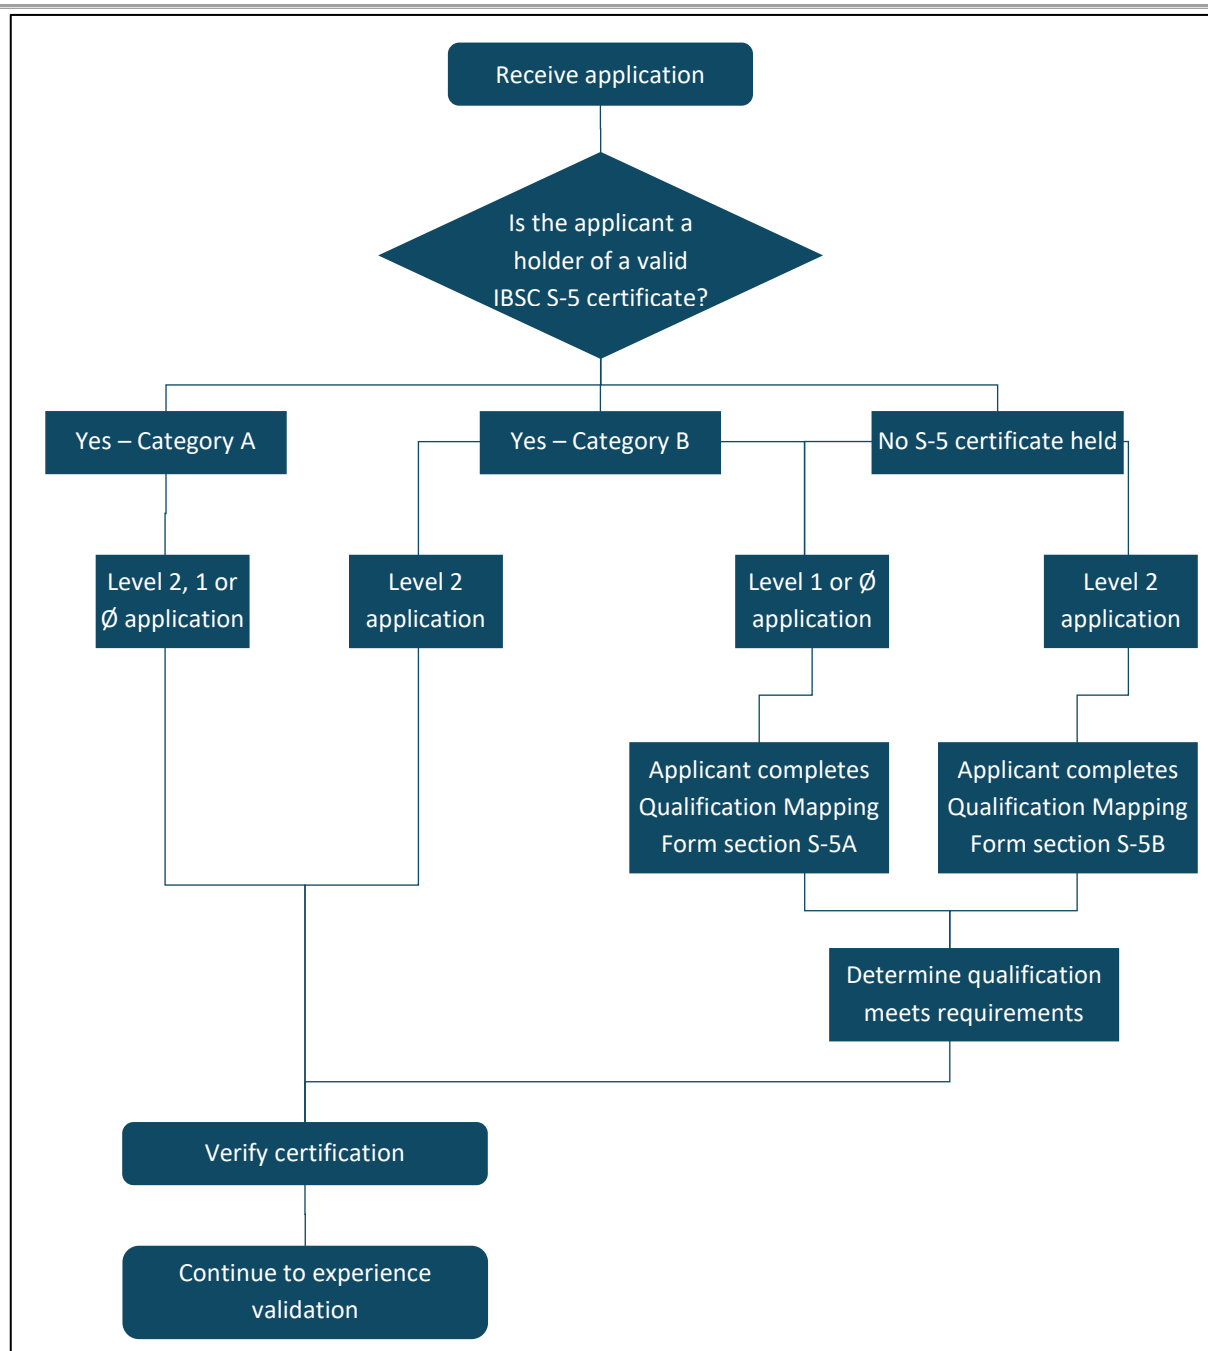 Receive application
Is the applicant a
holder of a valid
IBSC S-5 certificate?
Yes – Category A
Yes – Category B
No S-5 certificate held
Level 2, 1 or
Ø application
Level 2
application
Level 1 or Ø
application
Level 2
application
Applicant completes
Qualification Mapping
Form section S-5A
Applicant completes
Qualification Mapping
Form section S-5B
Determine qualification
meets requirements
Verify certification
Continue to experience
validation